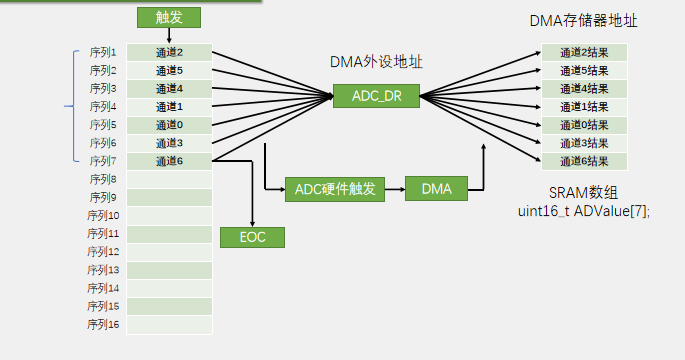 触发
DMA存储器地址
序列1 通道2 通道2结果
序列2 通道5 DMA外设地址 通道5结果
序列3 通道4 通道4结果
ADC_DR
序列4 通道1 通道1结果
序列5 通道0 通道0结果
序列6 通道3 通道3结果
序列7 通道6 通道6结果
序列8
ADC硬件触发 DMA
序列9 SRAM数组
序列10 uint16_t ADValue[7];
序列11 EOC
序列12
序列13
序列14
序列15
序列16